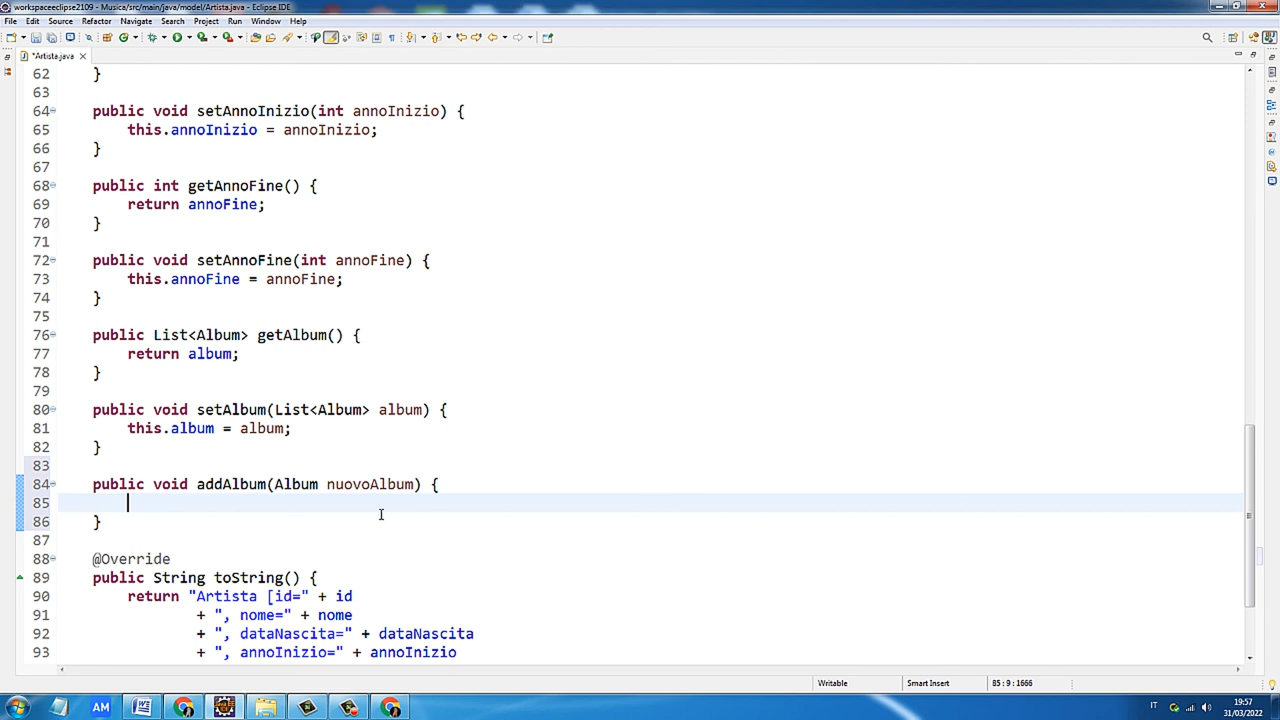 workspaceeclipse2109 - Musica/src/main/java/model/Artista.java - Eclipse IDE
File Edit Source Refactor Navigate Search Project Run Window Help
*Artista.java
62 }
63
64 public void setAnnoInizio(int annoInizio) {
65 this.annoInizio = annoInizio;
66 }
67
68 public int getAnnoFine() {
69 return annoFine;
70 }
71
72 public void setAnnoFine(int annoFine) {
73 this.annoFine = annoFine;
74 }
75
76 public List<Album> getAlbum() {
77 return album;
78 }
79
80 public void setAlbum(List<Album> album) {
81 this.album = album;
82 }
83
84 public void addAlbum(Album nuovoAlbum) {
85
86 }
87
88 @Override
89 public String toString() {
90 return "Artista [id=" + id
91 + ", nome=" + nome
92 + ", dataNascita=" + dataNascita
93 + ", annoInizio=" + annoInizio
Writable Smart Insert 85 : 9 : 1666
AM IT 19:57
31/03/2022